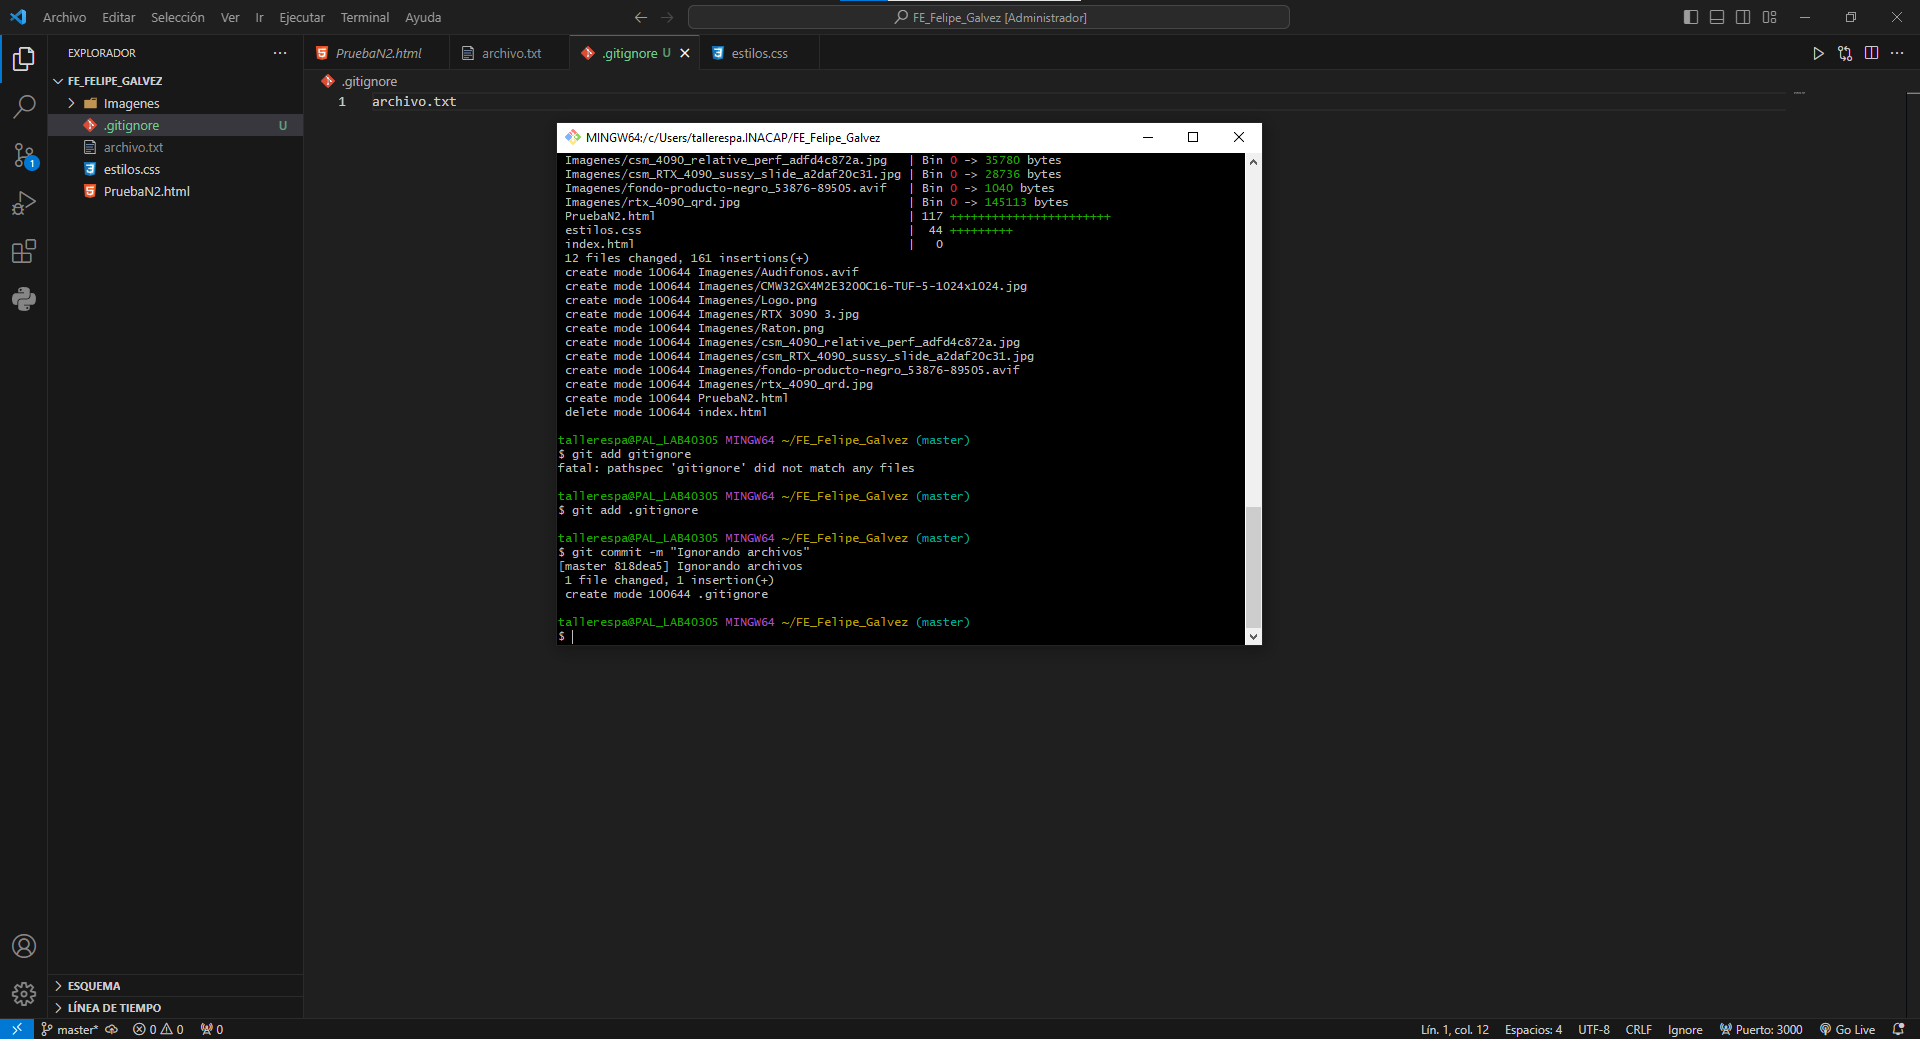 Archivo Editar Selección Ver Ir Ejecutar Terminal Ayuda
FE_Felipe_Galvez [Administrador]
EXPLORADOR
FE_FELIPE_GALVEZ
Imagenes
.gitignore U
archivo.txt
estilos.css
PruebaN2.html
1
ESQUEMA
LÍNEA DE TIEMPO
PruebaN2.html archivo.txt .gitignore U estilos.css
.gitignore
1 archivo.txt
MINGW64:/c/Users/tallerespa.INACAP/FE_Felipe_Galvez
Imagenes/csm_4090_relative_perf_adfd4c872a.jpg | Bin 0 -> 35780 bytes
Imagenes/csm_RTX_4090_sussy_slide_a2daf20c31.jpg | Bin 0 -> 28736 bytes
Imagenes/fondo-producto-negro_53876-89505.avif | Bin 0 -> 1040 bytes
Imagenes/rtx_4090_qrd.jpg | Bin 0 -> 145113 bytes
PruebaN2.html | 117 +++++++++++++++++++++++
estilos.css | 44 +++++++++
index.html | 0
12 files changed, 161 insertions(+)
create mode 100644 Imagenes/Audifonos.avif
create mode 100644 Imagenes/CMW32GX4M2E3200C16-TUF-5-1024x1024.jpg
create mode 100644 Imagenes/Logo.png
create mode 100644 Imagenes/RTX 3090 3.jpg
create mode 100644 Imagenes/Raton.png
create mode 100644 Imagenes/csm_4090_relative_perf_adfd4c872a.jpg
create mode 100644 Imagenes/csm_RTX_4090_sussy_slide_a2daf20c31.jpg
create mode 100644 Imagenes/fondo-producto-negro_53876-89505.avif
create mode 100644 Imagenes/rtx_4090_qrd.jpg
create mode 100644 PruebaN2.html
delete mode 100644 index.html
tallerespa@PAL_LAB40305 MINGW64 ~/FE_Felipe_Galvez (master)
$ git add gitignore
fatal: pathspec 'gitignore' did not match any files
tallerespa@PAL_LAB40305 MINGW64 ~/FE_Felipe_Galvez (master)
$ git add .gitignore
tallerespa@PAL_LAB40305 MINGW64 ~/FE_Felipe_Galvez (master)
$ git commit -m "Ignorando archivos"
[master 818dea5] Ignorando archivos
1 file changed, 1 insertion(+)
create mode 100644 .gitignore
tallerespa@PAL_LAB40305 MINGW64 ~/FE_Felipe_Galvez (master)
$
master* 0 0 0
Lín. 1, col. 12 Espacios: 4 UTF-8 CRLF Ignore Puerto: 3000 Go Live